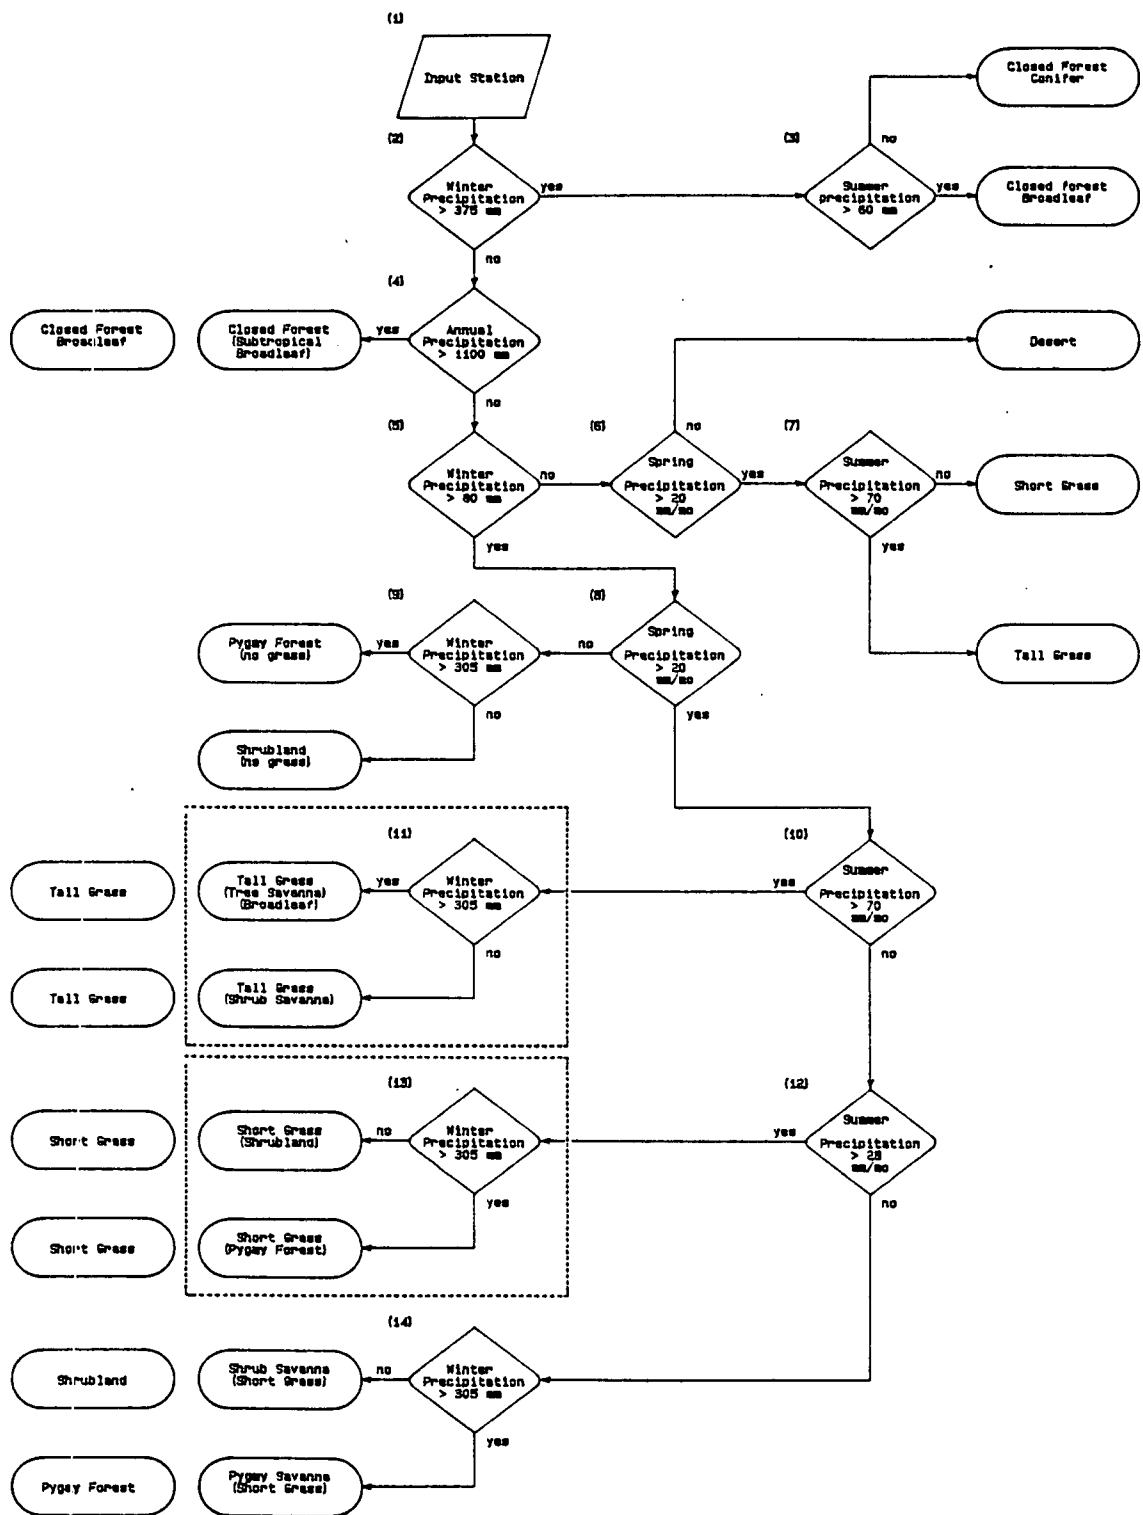 (1)
Input Station
Closed Forest
Conifer
(2)
Winter
Precipitation
> 375 mm
yes
no
(3)
Summer
precipitation
> 60 mm
no
yes
Closed forest
Broadleaf
(4)
Annual
Precipitation
> 1100 mm
yes
no
Closed Forest
(Subtropical
Broadleaf)
Closed Forest
Broadleaf
Desert
(5)
Winter
Precipitation
> 80 mm
no
yes
(6)
Spring
Precipitation
> 20
mm/mo
no
yes
(7)
Summer
Precipitation
> 70
mm/mo
no
yes
Short Grass
Tall Grass
(8)
Spring
Precipitation
> 20
mm/mo
no
yes
(9)
Winter
Precipitation
> 305 mm
yes
no
Pygmy Forest
(no grass)
Shrubland
(no grass)
(10)
Summer
Precipitation
> 70
mm/mo
yes
no
(11)
Winter
Precipitation
> 305 mm
yes
no
Tall Grass
(Tree Savanna)
(Broadleaf)
Tall Grass
Tall Grass
(Shrub Savanna)
Tall Grass
(12)
Summer
Precipitation
> 28
mm/mo
yes
no
(13)
Winter
Precipitation
> 305 mm
no
yes
Short Grass
(Shrubland)
Short Grass
Short Grass
(Pygmy Forest)
Short Grass
(14)
Winter
Precipitation
> 305 mm
no
yes
Shrub Savanna
(Short Grass)
Shrubland
Pygmy Savanna
(Short Grass)
Pygmy Forest